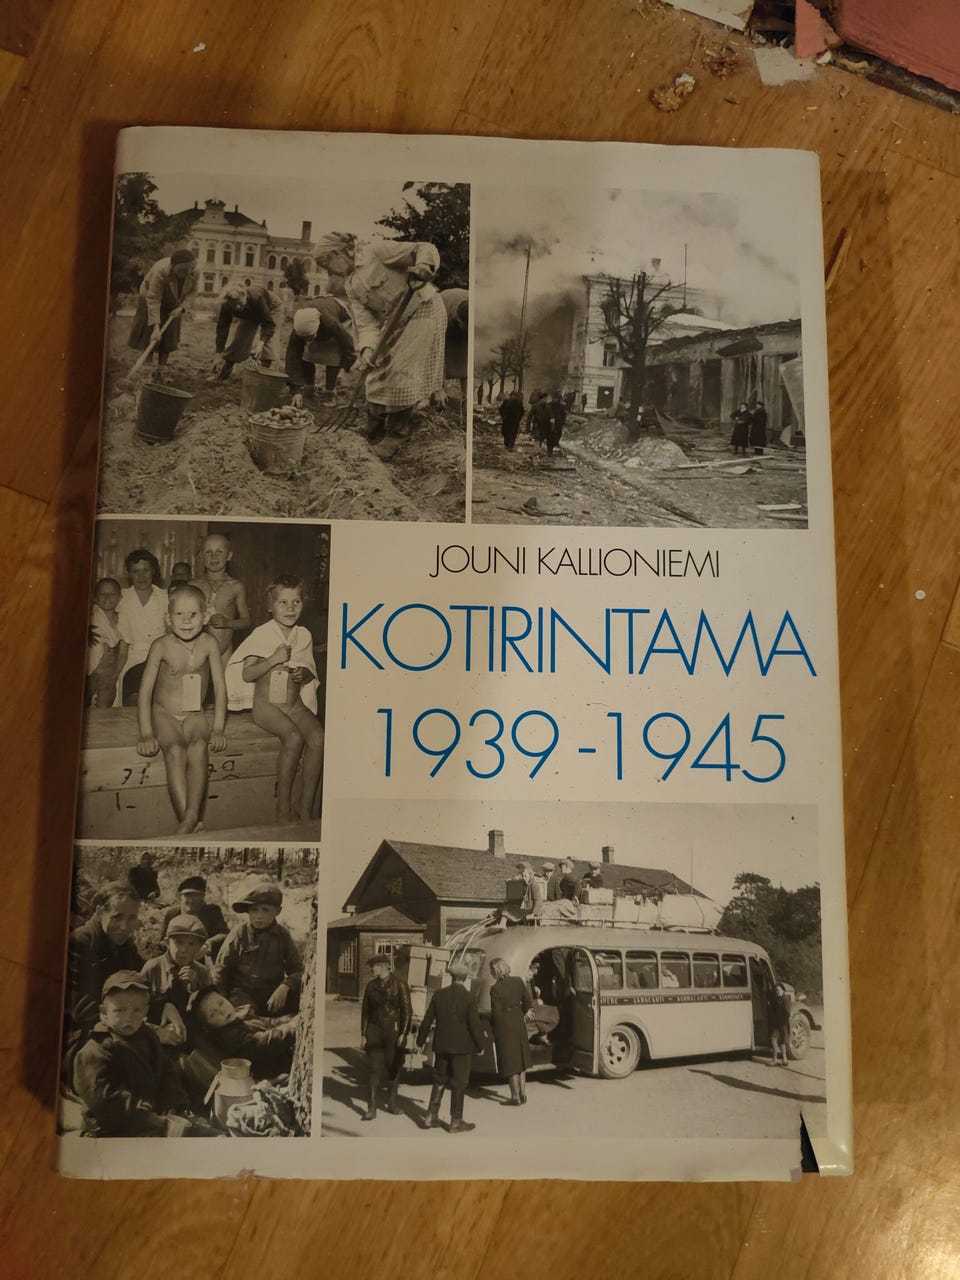 JOUNI KALLIONIEMI
KOTIRINTAMA
1939-1945